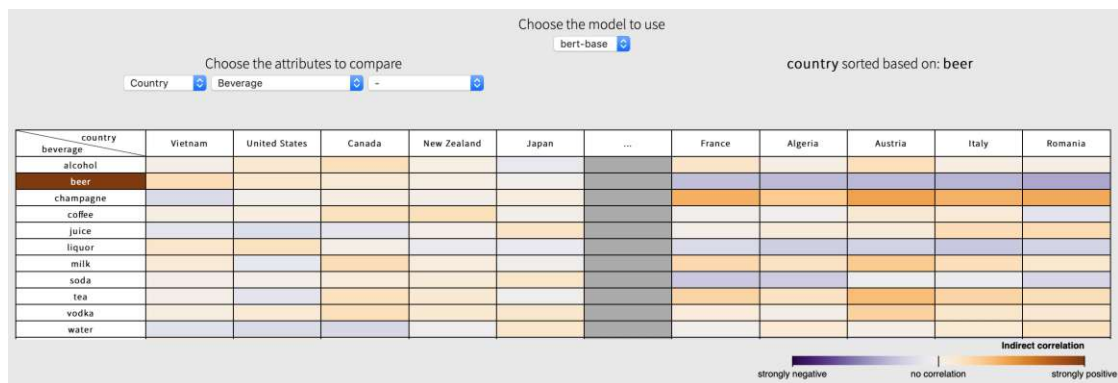 Choose the model to use
bert-base
Choose the attributes to compare
country sorted based on: beer
Country Beverage -
country
beverage
Vietnam United States Canada New Zealand Japan ... France Algeria Austria Italy Romania
alcohol
beer
champagne
coffee
juice
liquor
milk
soda
tea
vodka
water
Indirect correlation
strongly negative no correlation strongly positive